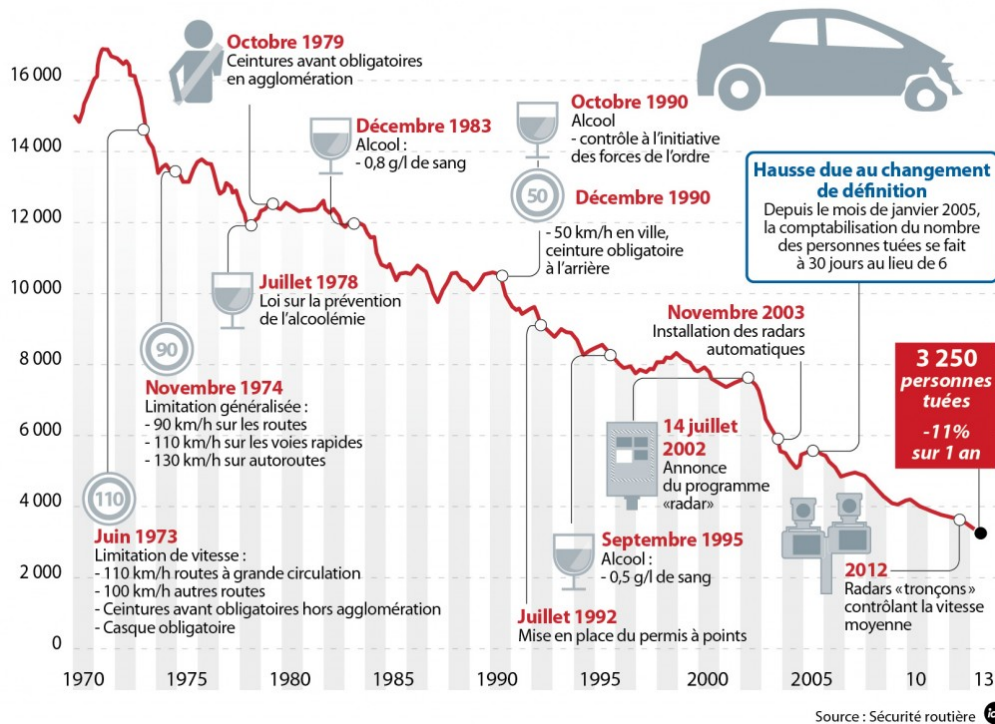 16 000
14 000
12 000
10 000
8 000
6 000
4 000
2 000
0
1970
1975
1980
1985
1990
1995
2000
2005
10
13
Octobre 1979
Ceintures avant obligatoires
en agglomération
Décembre 1983
Alcool :
- 0,8 g/l de sang
Octobre 1990
Alcool
- contrôle à l'initiative
des forces de l'ordre
50
Décembre 1990
- 50 km/h en ville,
ceinture obligatoire
à l'arrière
Hausse due au changement
de définition
Depuis le mois de janvier 2005,
la comptabilisation du nombre
des personnes tuées se fait
à 30 jours au lieu de 6
Juillet 1978
Loi sur la prévention
de l'alcoolémie
Novembre 2003
Installation des radars
automatiques
3 250
personnes
tuées
-11%
sur 1 an
90
Novembre 1974
Limitation généralisée :
- 90 km/h sur les routes
- 110 km/h sur les voies rapides
- 130 km/h sur autoroutes
14 juillet
2002
Annonce
du programme
«radar»
110
Juin 1973
Limitation de vitesse :
- 110 km/h routes à grande circulation
- 100 km/h autres routes
- Ceintures avant obligatoires hors agglomération
- Casque obligatoire
Septembre 1995
Alcool :
- 0,5 g/l de sang
Juillet 1992
Mise en place du permis à points
2012
Radars «tronçons»
contrôlant la vitesse
moyenne
Source : Sécurité routière